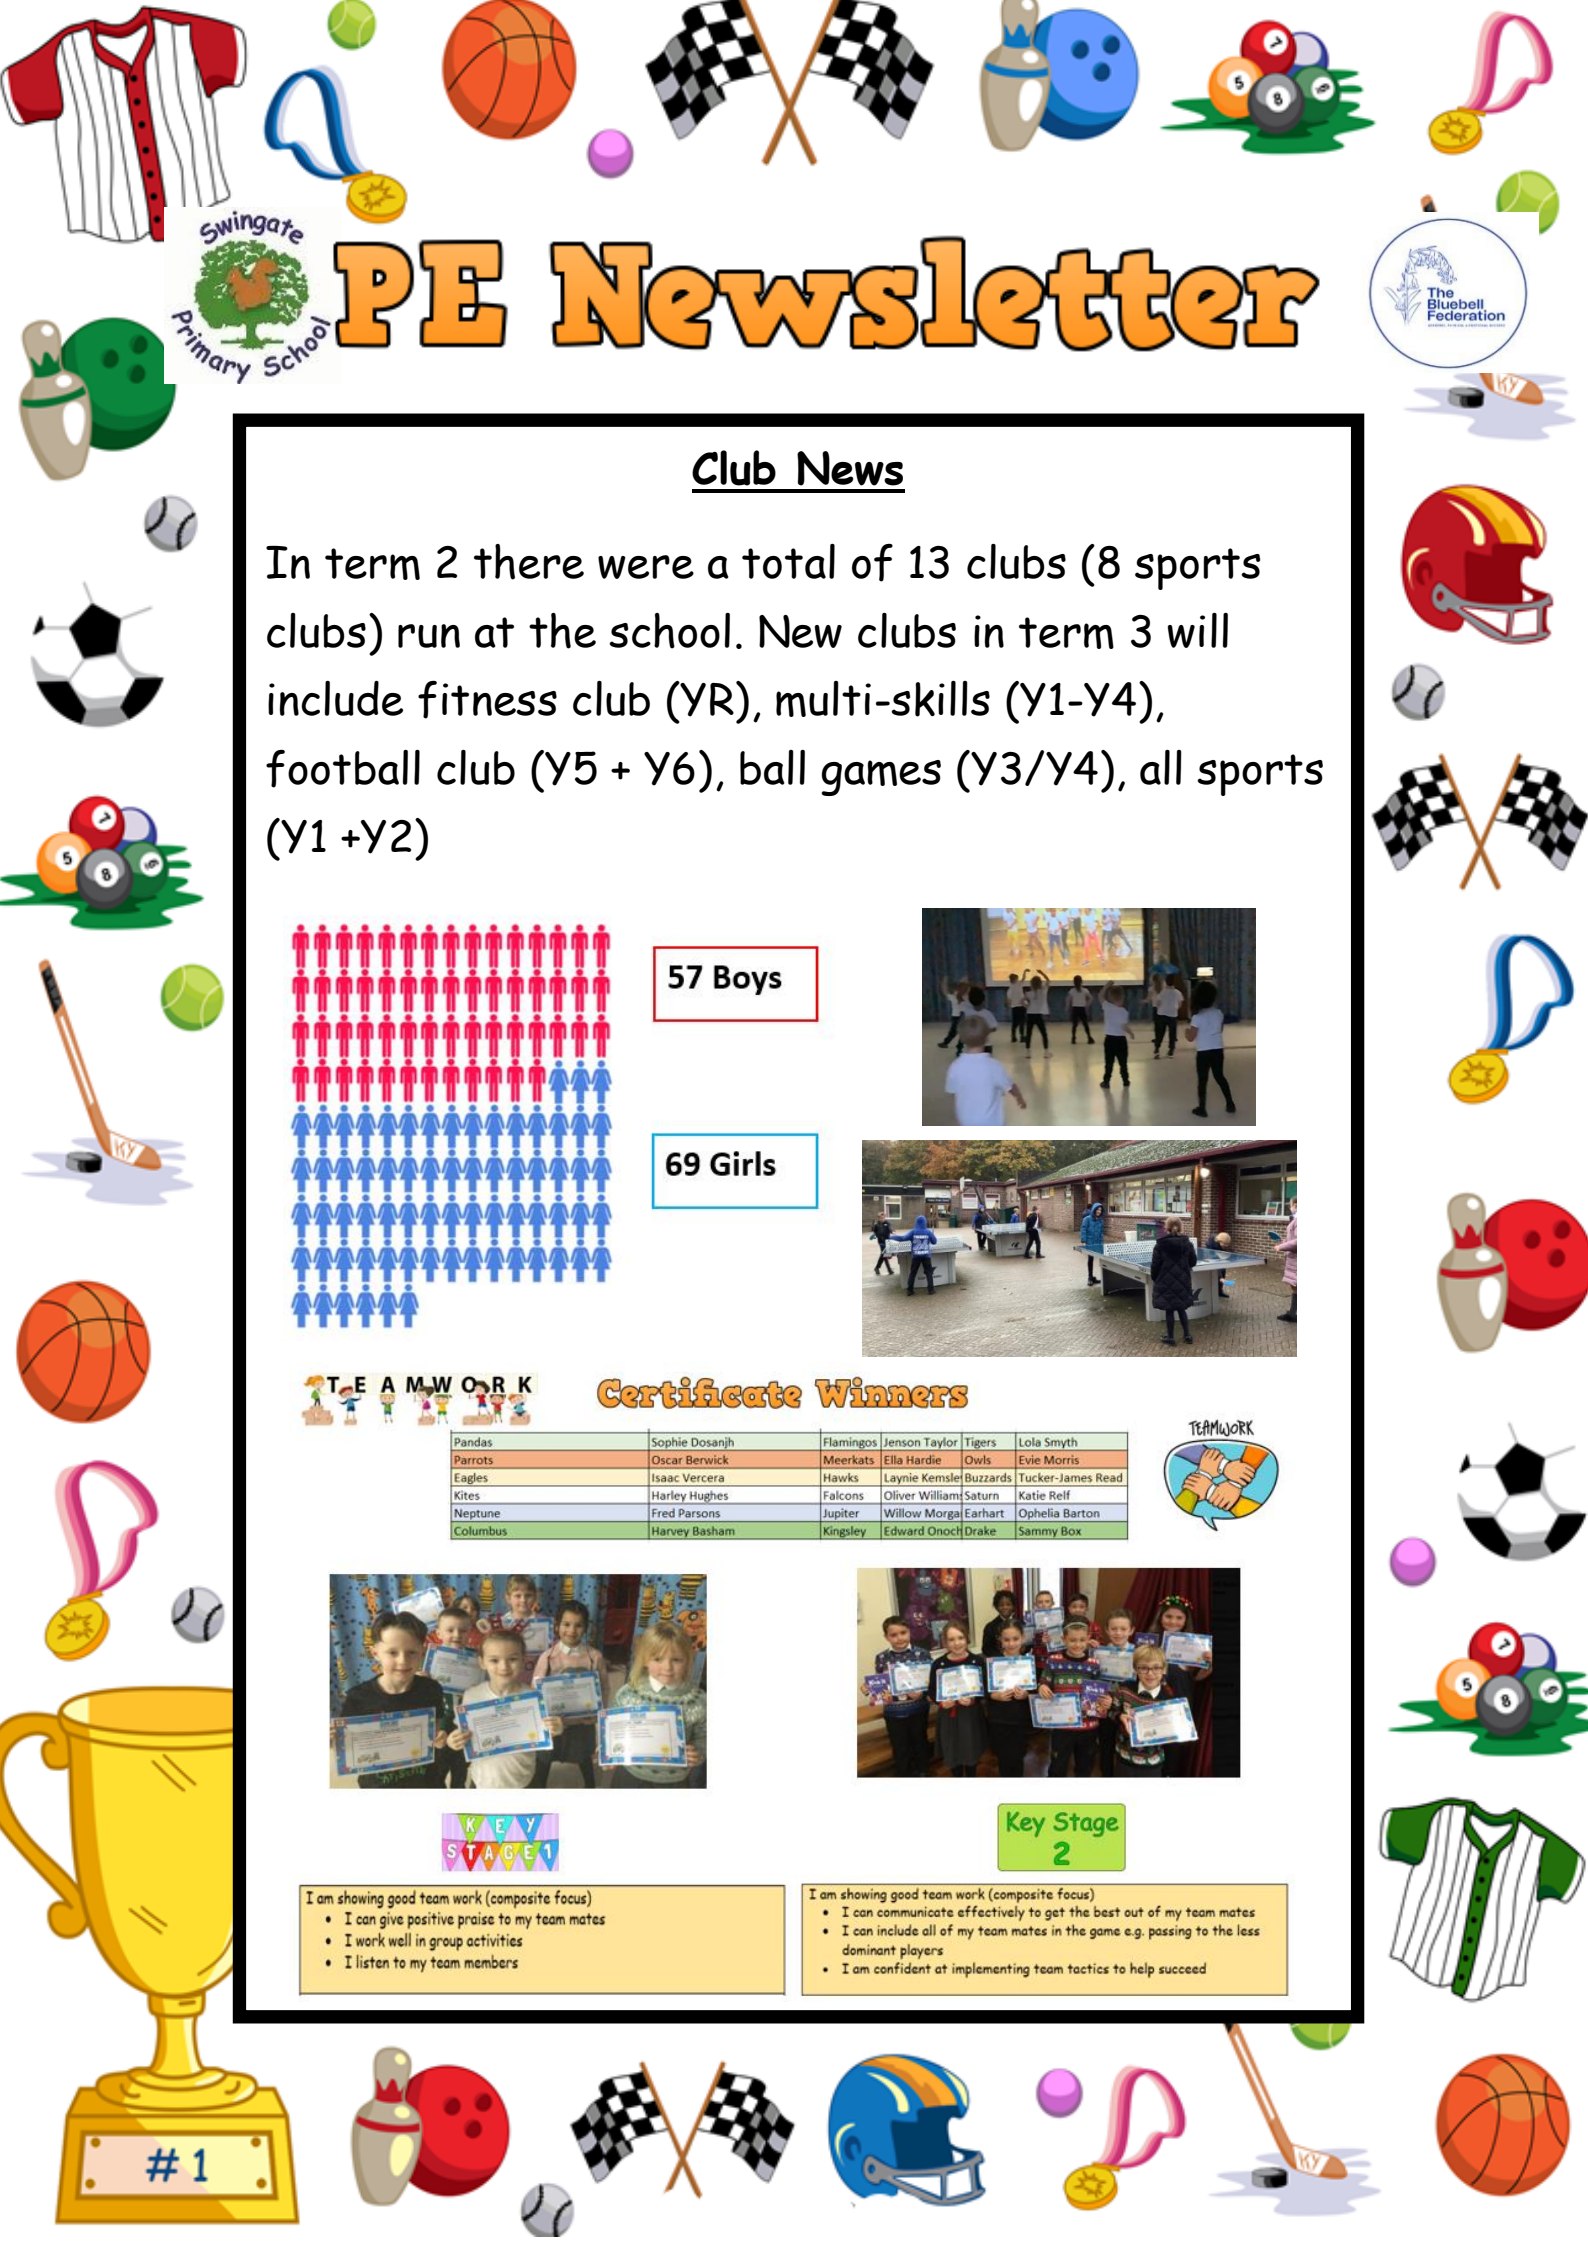 Swingate
Primary School
PE Newsletter
The
Bluebell
Federation
Club News
In term 2 there were a total of 13 clubs (8 sports
clubs) run at the school. New clubs in term 3 will
include fitness club (YR), multi-skills (Y1-Y4),
football club (Y5 + Y6), ball games (Y3/Y4), all sports
(Y1 +Y2)
57 Boys
69 Girls
TEAMWORK
Certificate Winners
TEAMWORK
Pandas Sophie Dosanjh Flamingos Jenson Taylor Tigers Lola Smyth
Parrots Oscar Berwick Meerkats Ella Hardie Owls Evie Morris
Eagles Isaac Vercera Hawks Laynie Kemsle Buzzards Tucker-James Read
Kites Harley Hughes Falcons Oliver William Saturn Katie Relf
Neptune Fred Parsons Jupiter Willow Morga Earhart Ophelia Barton
Columbus Harvey Basham Kingsley Edward Onoch Drake Sammy Box
KEY
STAGE 1
Key Stage
2
I am showing good team work (composite focus)
• I can give positive praise to my team mates
• I work well in group activities
• I listen to my team members
I am showing good team work (composite focus)
• I can communicate effectively to get the best out of my team mates
• I can include all of my team mates in the game e.g. passing to the less
dominant players
• I am confident at implementing team tactics to help succeed
# 1